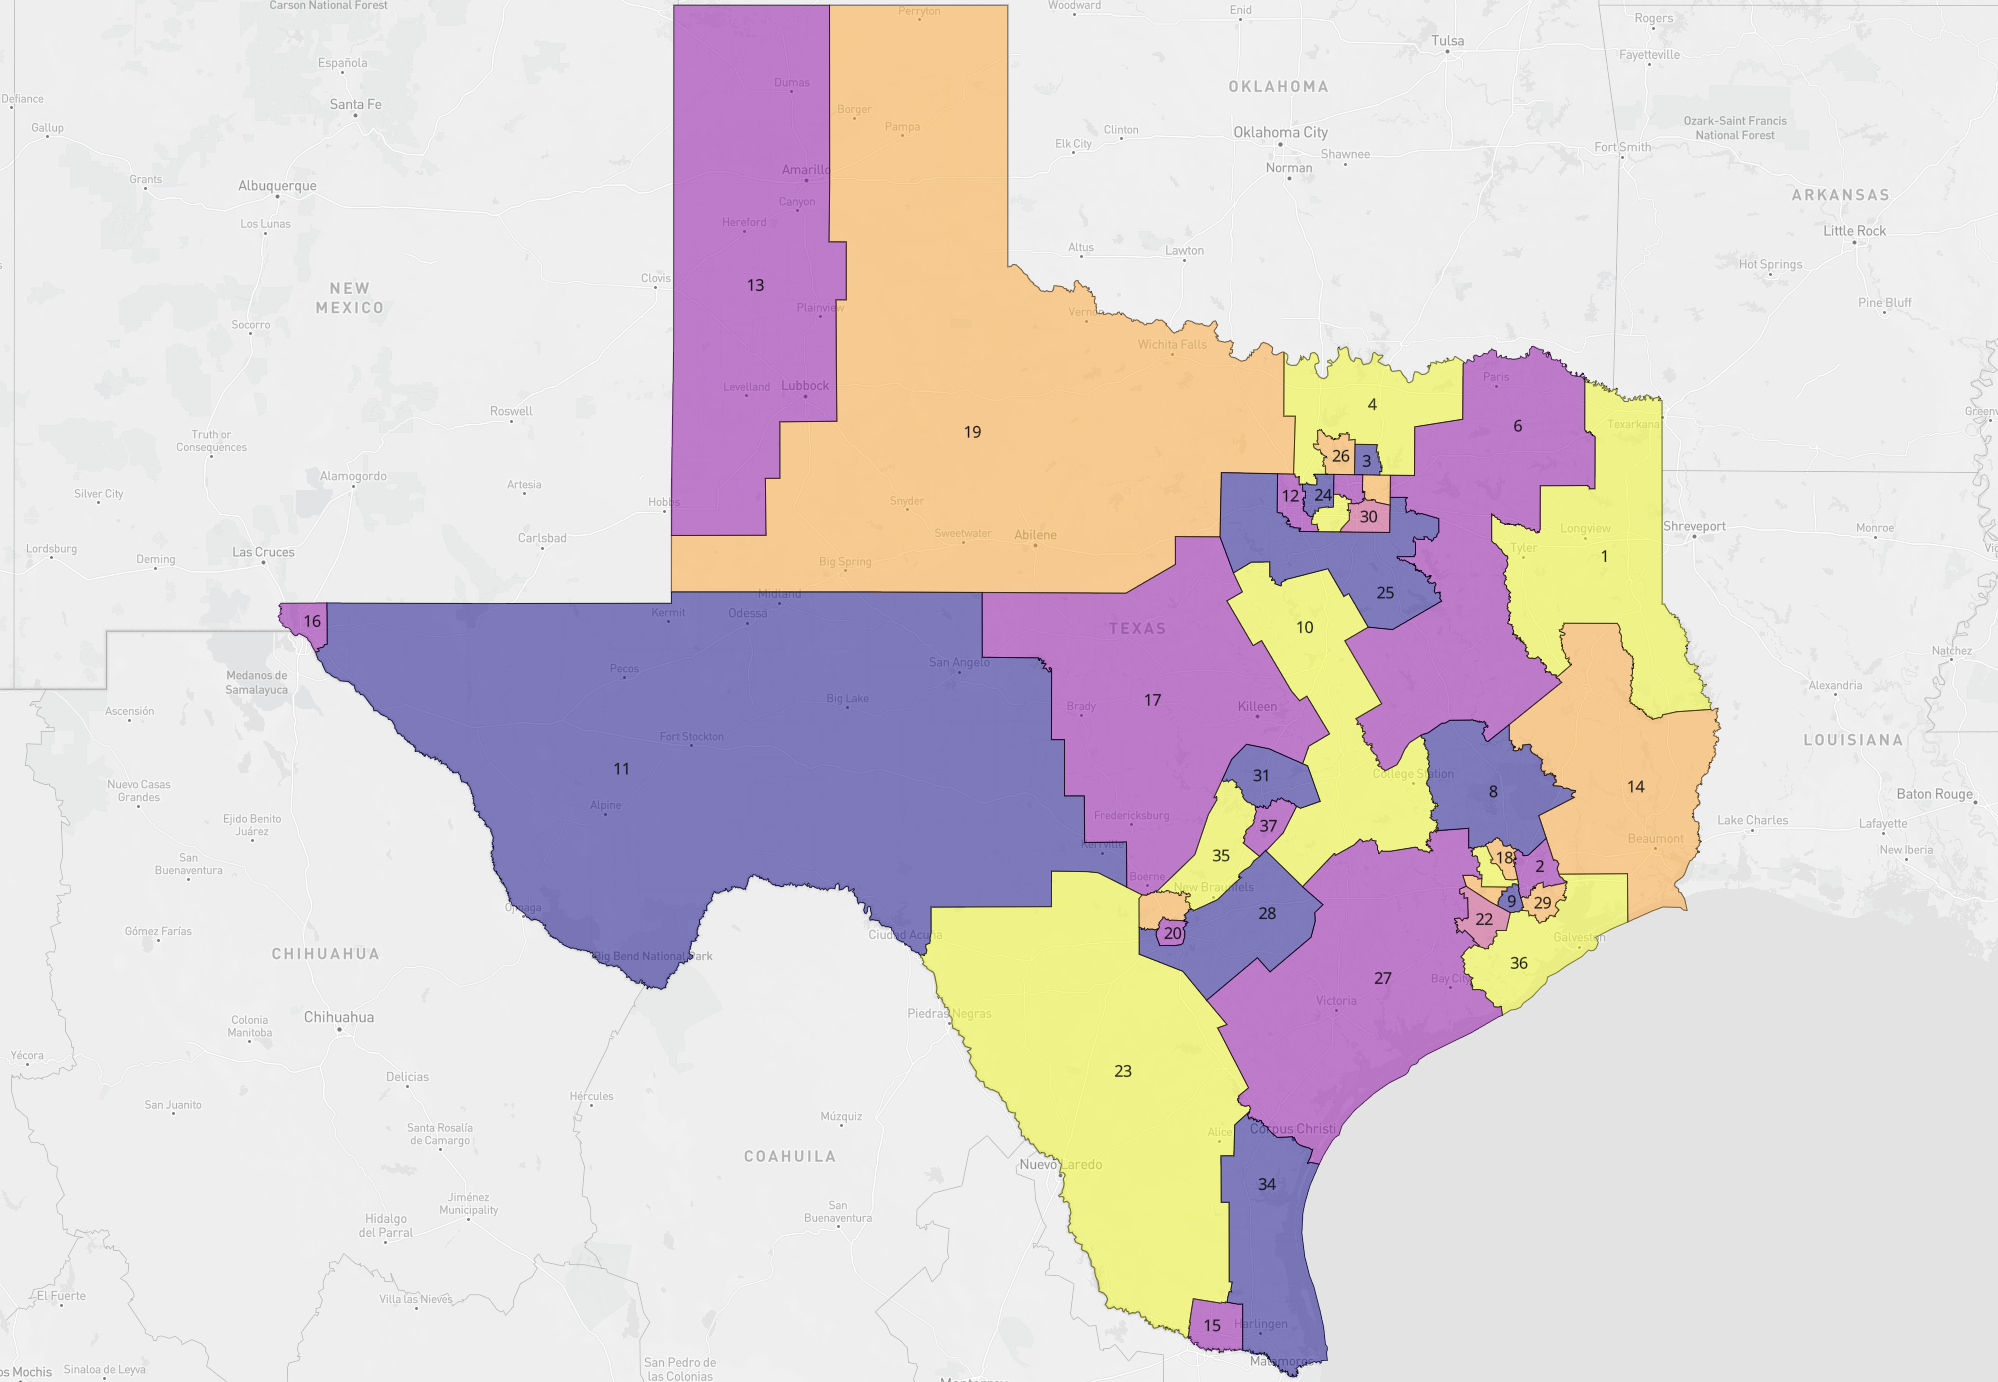 Carson National Forest
Perryton
Woodward
Enid
Rogers
Tulsa
Fayetteville
Española
Dumas
OKLAHOMA
Defiance
Santa Fe
Borger
Ozark-Saint Francis
National Forest
Gallup
Pampa
Clinton
Oklahoma City
Elk City
Shawnee
Fort Smith
Amarillo
Norman
Grants
Albuquerque
ARKANSAS
Canyon
Los Lunas
Hereford
Little Rock
Altus
Lawton
Hot Springs
Clovis
NEW
MEXICO
13
Plainview
Vernon
Pine Bluff
Socorro
Wichita Falls
Levelland
Lubbock
Paris
4
Roswell
6
Texarkana
19
Truth or
Consequences
26
3
Alamogordo
Artesia
12
24
Silver City
Hobbs
Snyder
30
Longview
Shreveport
Monroe
Carlsbad
Sweetwater
Abilene
Lordsburg
Deming
Las Cruces
Tyler
1
Big Spring
Midland
25
Kermit
Odessa
16
TEXAS
10
Natchez
Pecos
San Angelo
Medanos de
Samalayuca
Alexandria
Big Lake
17
Brady
Killeen
Ascensión
Fort Stockton
LOUISIANA
11
31
College Station
Nuevo Casas
Grandes
8
14
Baton Rouge
Alpine
Fredericksburg
Lake Charles
Lafayette
Ejido Benito
Juárez
37
Beaumont
Kerrville
New Iberia
35
18
2
San
Buenaventura
Boerne
New Braunfels
9
29
Ojinaga
28
22
Gómez Farías
Ciudad Acuña
20
Galveston
CHIHUAHUA
Big Bend National Park
36
27
Bay City
Victoria
Piedras Negras
Chihuahua
Colonia
Manitoba
Yécora
23
Delicias
Hércules
San Juanito
Múzquiz
Santa Rosalía
de Camargo
Alice
Corpus Christi
COAHUILA
Nuevo Laredo
34
Jiménez
Municipality
San
Buenaventura
Hidalgo
del Parral
El Fuerte
Villa las Nieves
15
Harlingen
Matamoros
San Pedro de
las Colonias
os Mochis
Sinaloa de Leyva